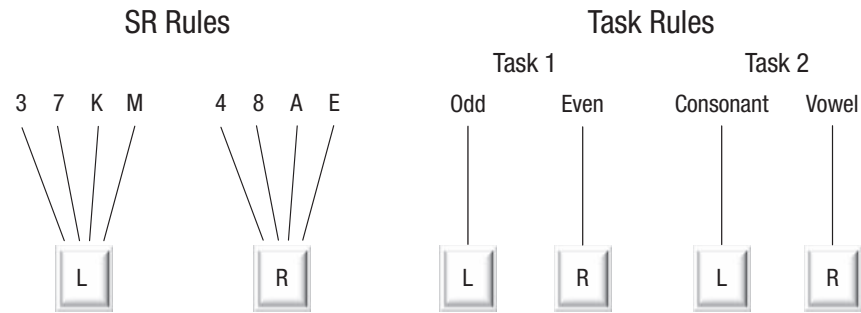 SR Rules
Task Rules
Task 1
Task 2
3 7 K M
4 8 A E
Odd
Even
Consonant
Vowel
L
R
L
R
L
R